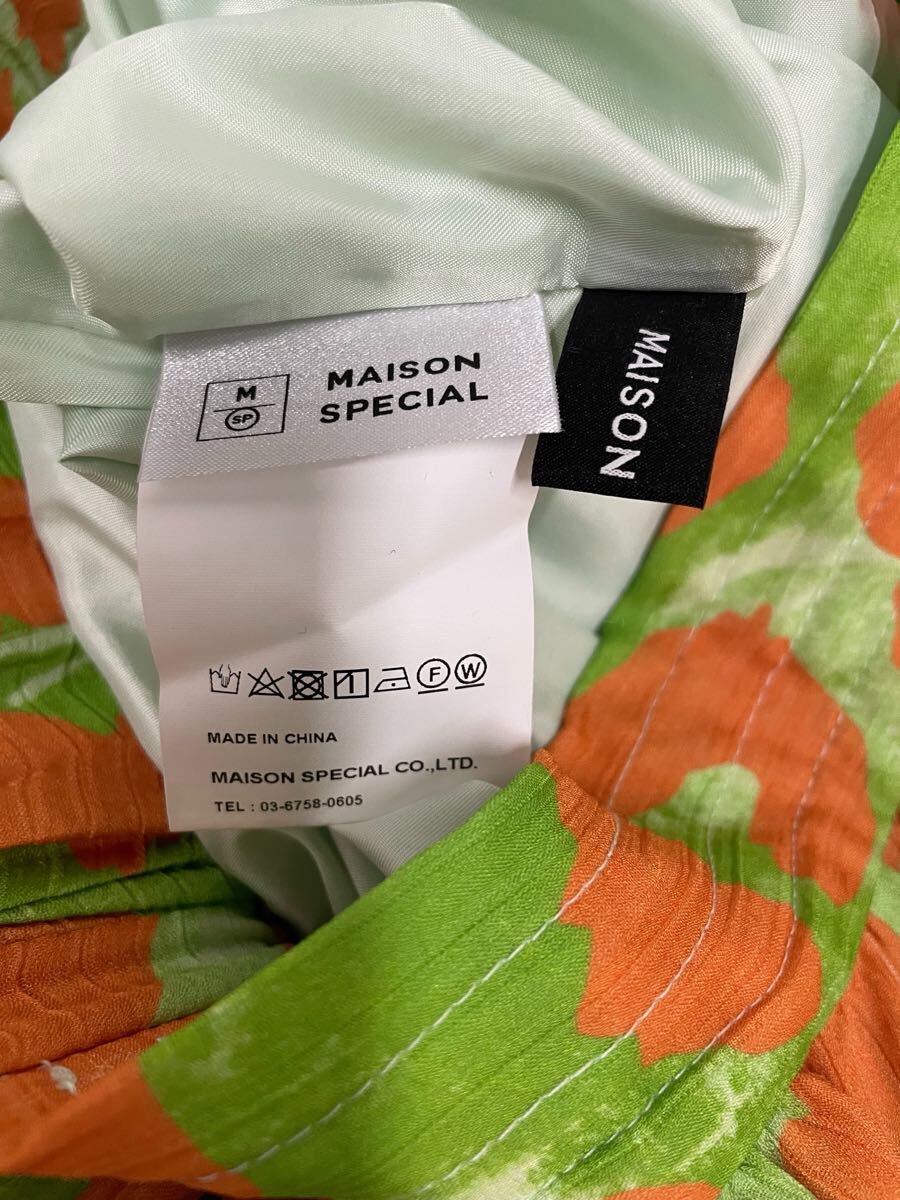 M
SP
MAISON
SPECIAL
MAISON
F
W
MADE IN CHINA
MAISON SPECIAL CO.,LTD.
TEL : 03-6758-0605